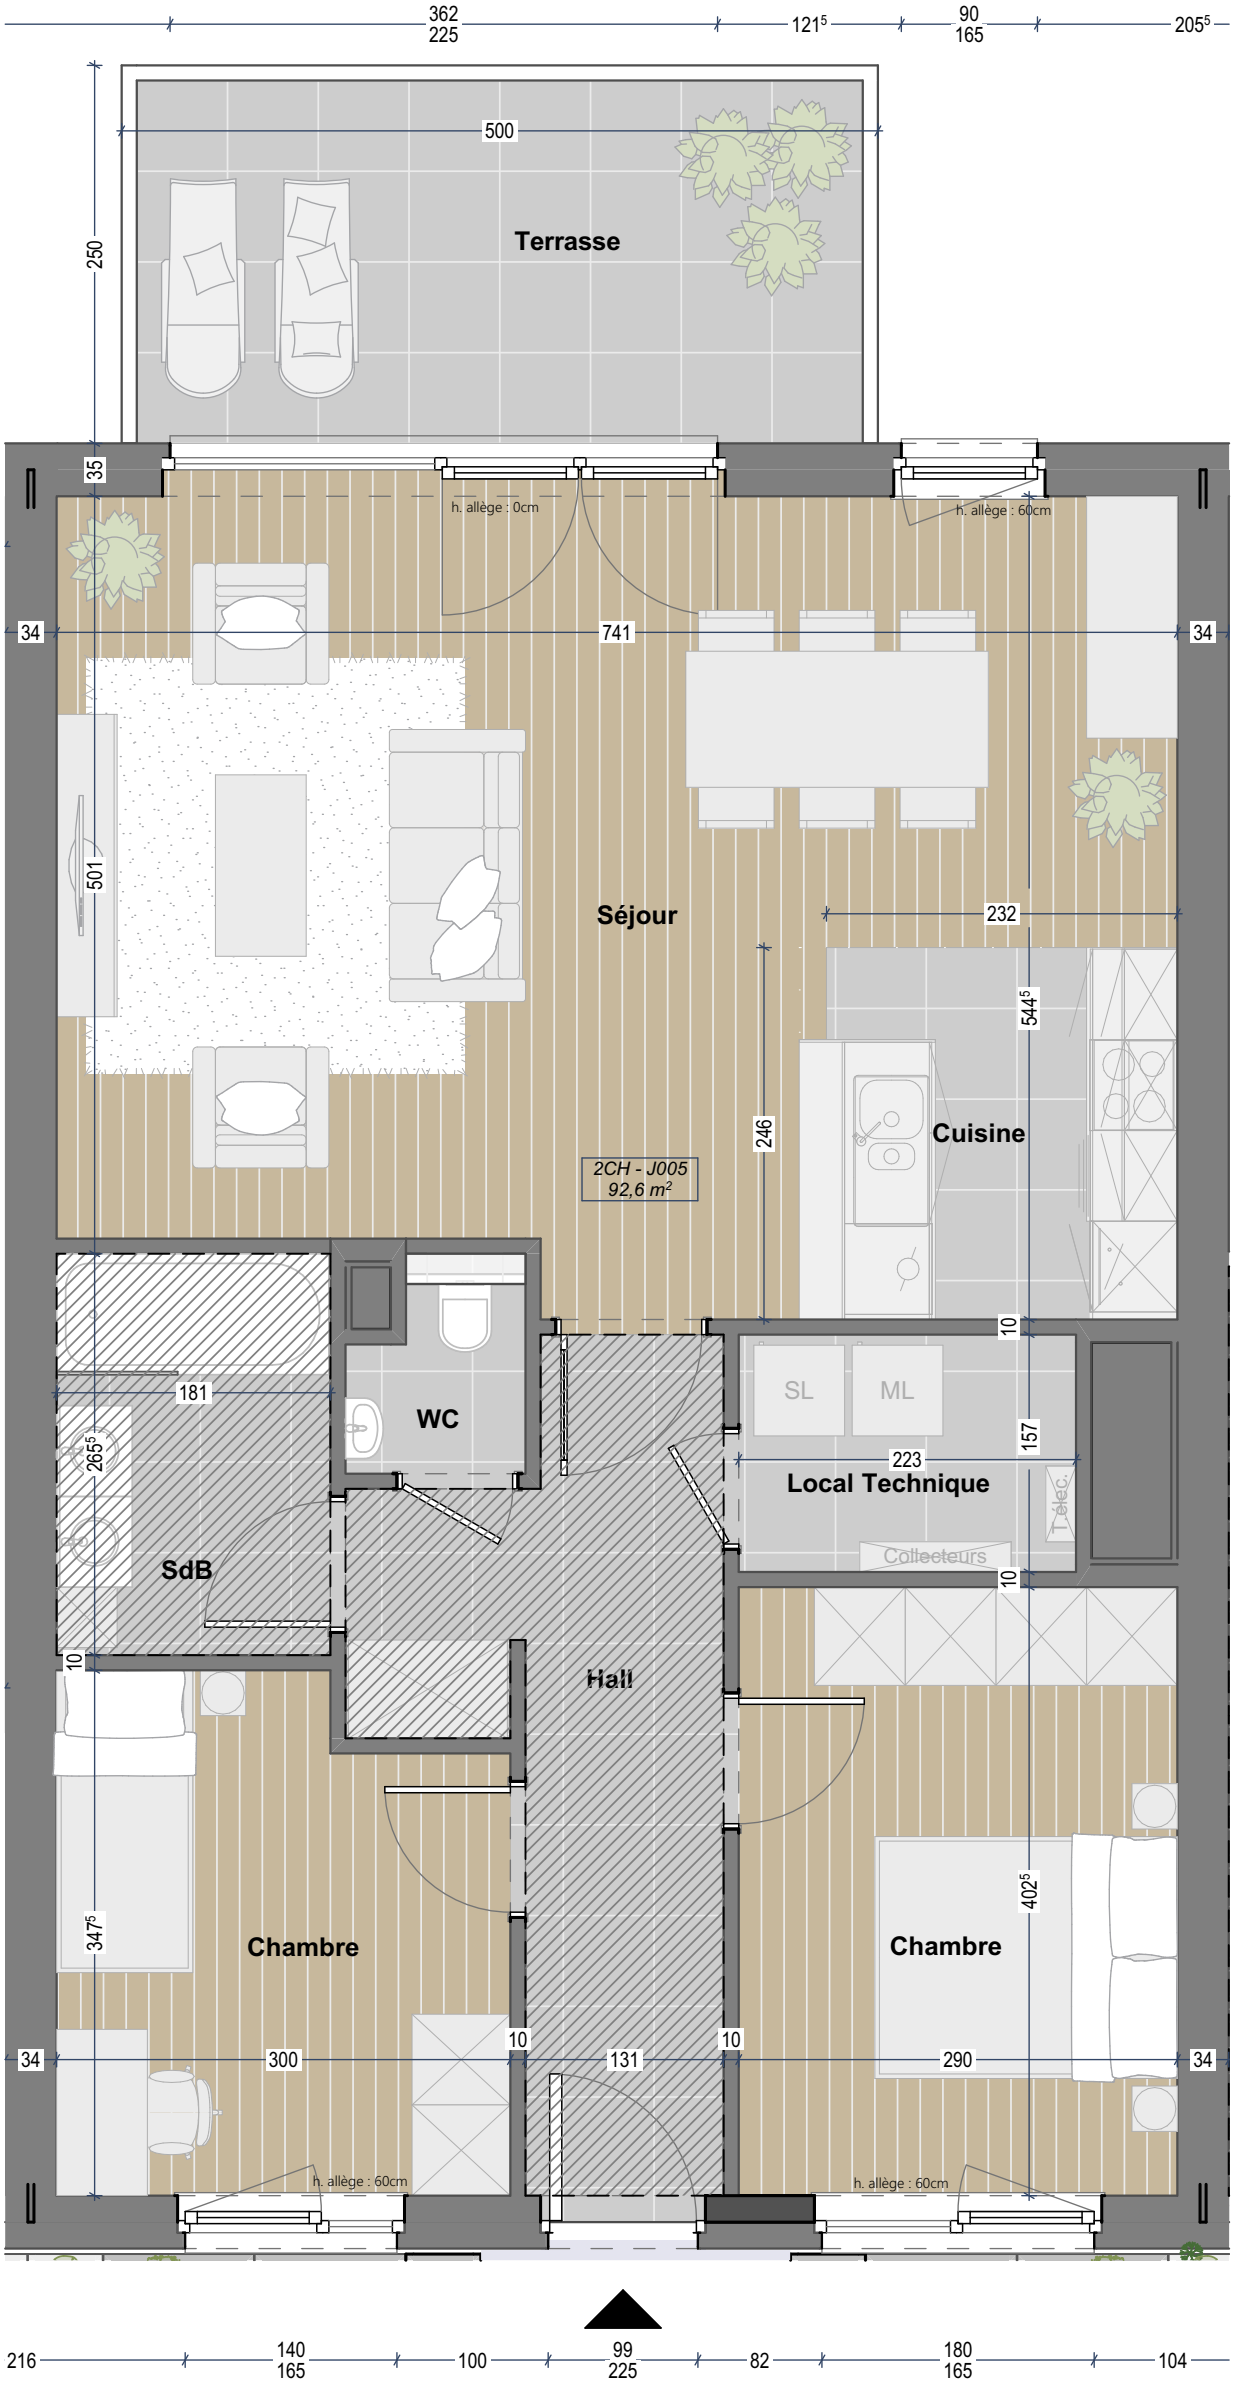 362
225
121⁵
90
165
205⁵
500
250
Terrasse
35
h. allège : 0cm
h. allège : 60cm
34
741
34
501
Séjour
232
544⁵
246
Cuisine
2CH - J005
92,6 m²
10
181
SL
ML
WC
265⁵
157
223
Local Technique
T.élec.
Collecteurs
SdB
10
10
Hall
347⁵
402⁵
Chambre
Chambre
10
10
34
300
131
290
34
h. allège : 60cm
h. allège : 60cm
216
140
165
100
99
225
82
180
165
104